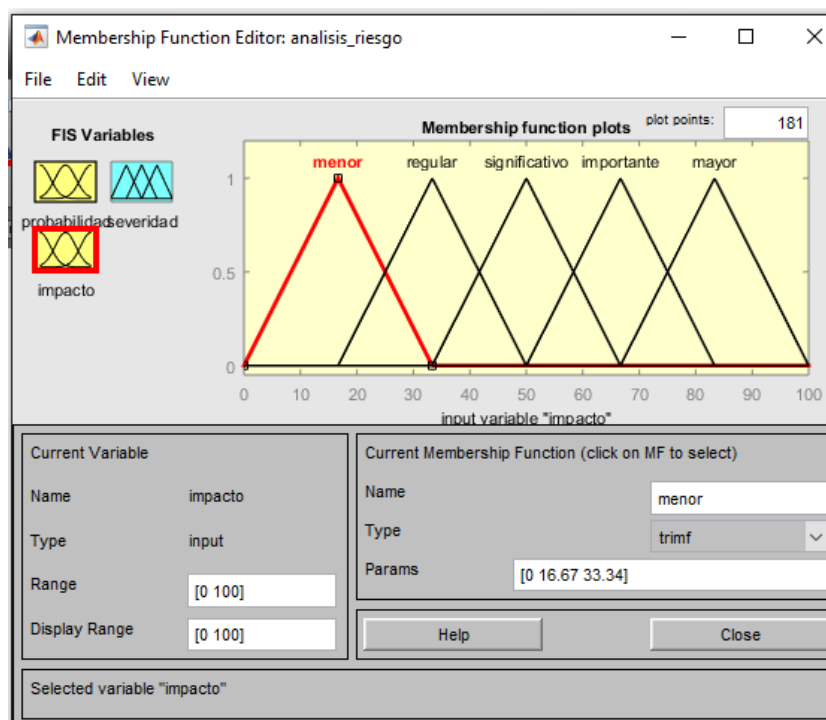 Membership Function Editor: analisis_riesgo
File Edit View
FIS Variables
probabilidad severidad
impacto
Membership function plots plot points: 181
menor regular significativo importante mayor
1
0.5
0
0 10 20 30 40 50 60 70 80 90 100
input variable "impacto"
Current Variable
Name impacto
Type input
Range [0 100]
Display Range [0 100]
Current Membership Function (click on MF to select)
Name menor
Type trimf
Params [0 16.67 33.34]
Help Close
Selected variable "impacto"